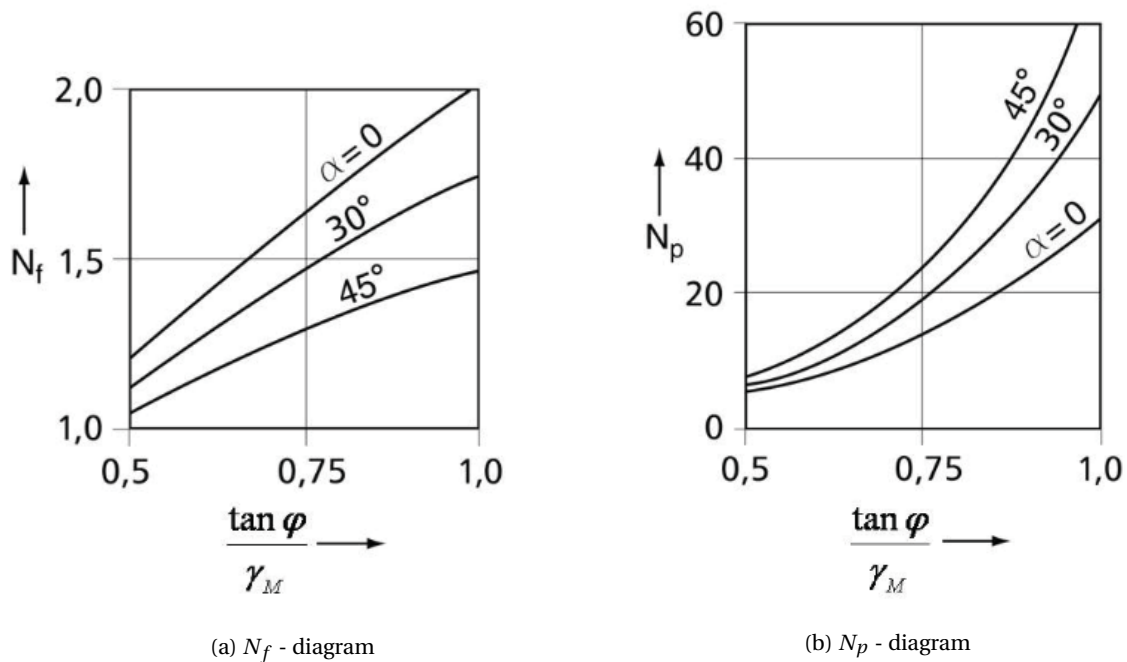 2,0
1,5
1,0
N_f
α=0
30°
45°
0,5 0,75 1,0
tan φ
γ_M
(a) N_f - diagram
60
40
20
0
N_p
45°
30°
α=0
0,5 0,75 1,0
tan φ
γ_M
(b) N_p - diagram